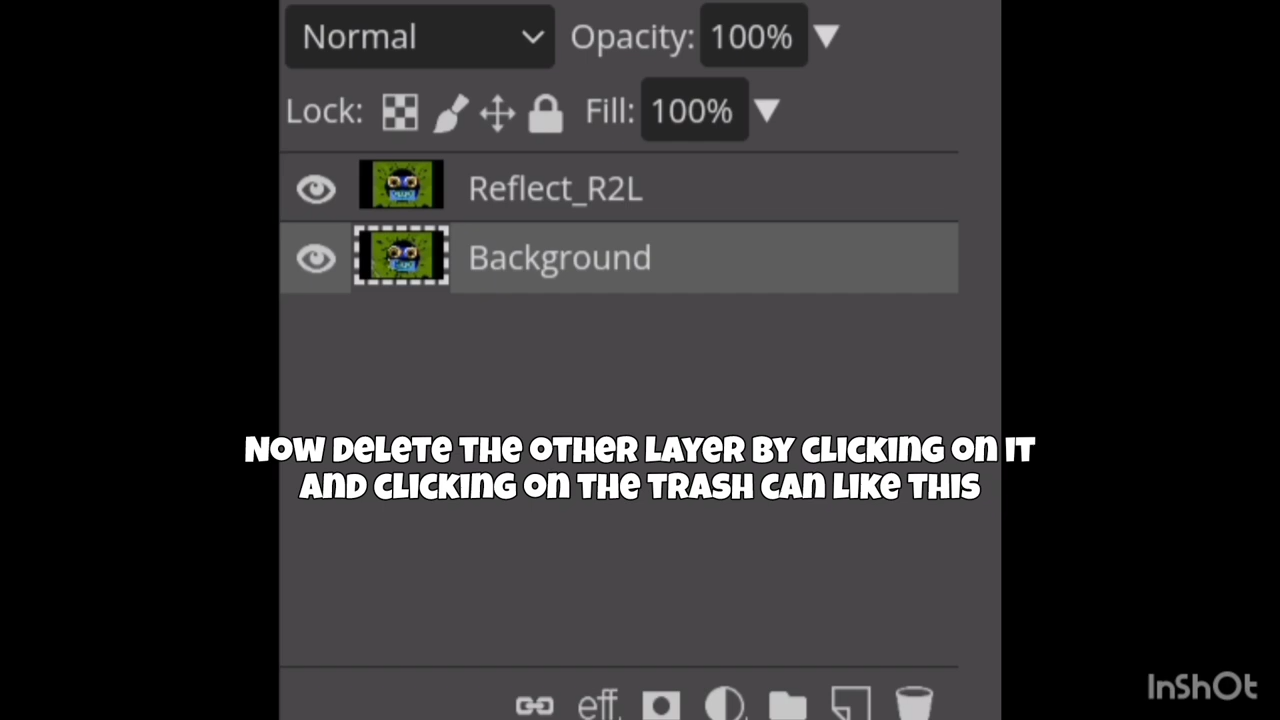 Normal Opacity: 100%
Lock: Fill: 100%
Reflect_R2L
Background
NOW DELETE THE OTHER LAYER BY CLICKING ON IT
AND CLICKING ON THE TRASH CAN LIKE THIS
eff.
InShOt